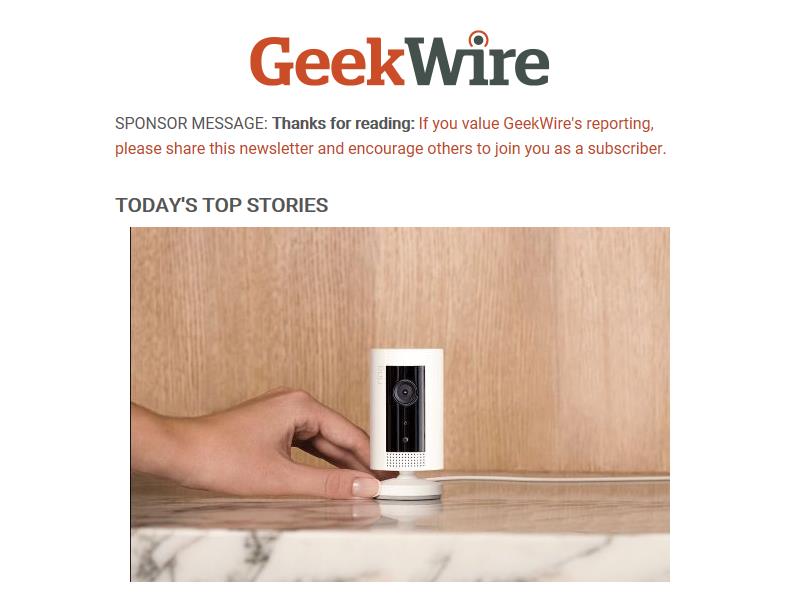 GeekWire
SPONSOR MESSAGE: Thanks for reading: If you value GeekWire's reporting,
please share this newsletter and encourage others to join you as a subscriber.
TODAY'S TOP STORIES